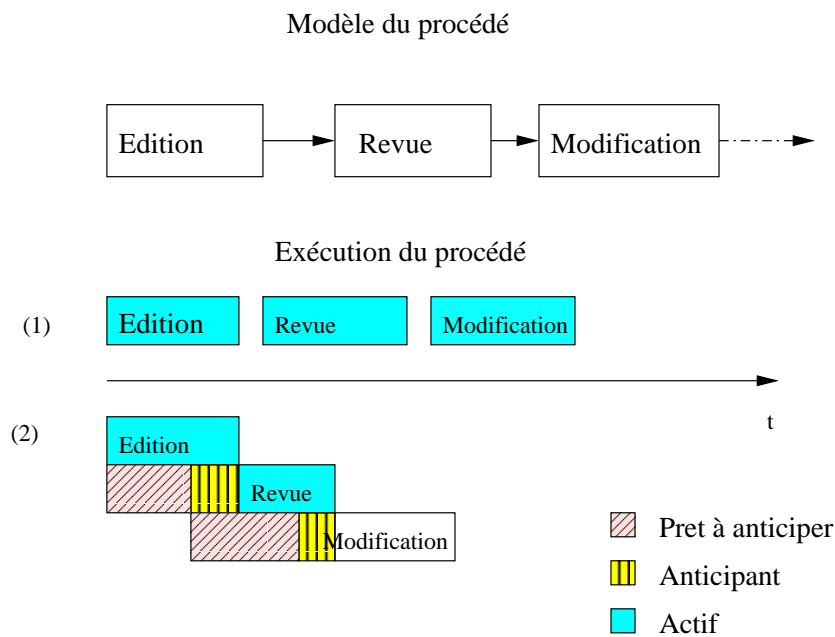 Modèle du procédé
Edition
Revue
Modification
Exécution du procédé
(1)
Edition
Revue
Modification
t
(2)
Edition
Revue
Modification
Pret à anticiper
Anticipant
Actif